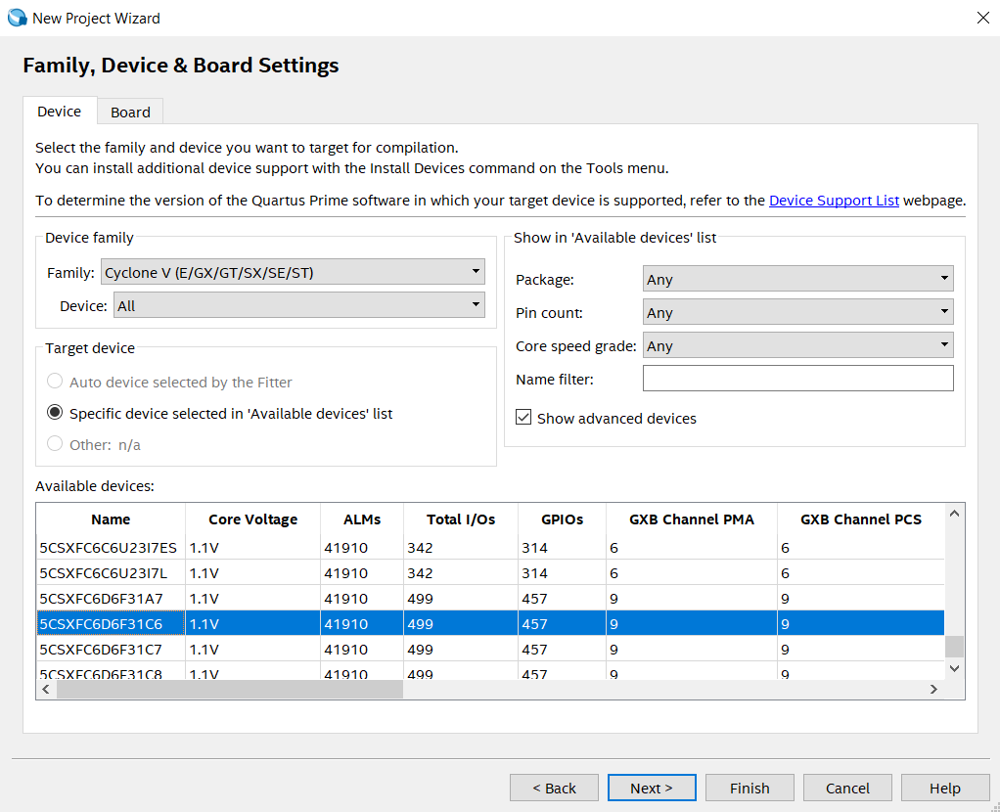 New Project Wizard
Family, Device & Board Settings
Device Board
Select the family and device you want to target for compilation.
You can install additional device support with the Install Devices command on the Tools menu.
To determine the version of the Quartus Prime software in which your target device is supported, refer to the Device Support List webpage.
Device family
Family: Cyclone V (E/GX/GT/SX/SE/ST)
Device: All
Target device
Auto device selected by the Fitter
Specific device selected in 'Available devices' list
Other: n/a
Show in 'Available devices' list
Package: Any
Pin count: Any
Core speed grade: Any
Name filter:
Show advanced devices
Available devices:
Name Core Voltage ALMs Total I/Os GPIOs GXB Channel PMA GXB Channel PCS
5CSXFC6C6U23I7ES 1.1V 41910 342 314 6 6
5CSXFC6C6U23I7L 1.1V 41910 342 314 6 6
5CSXFC6D6F31A7 1.1V 41910 499 457 9 9
5CSXFC6D6F31C6 1.1V 41910 499 457 9 9
5CSXFC6D6F31C7 1.1V 41910 499 457 9 9
5CSXFC6D6F31C8 1.1V 41910 499 457 9 9
< Back Next > Finish Cancel Help